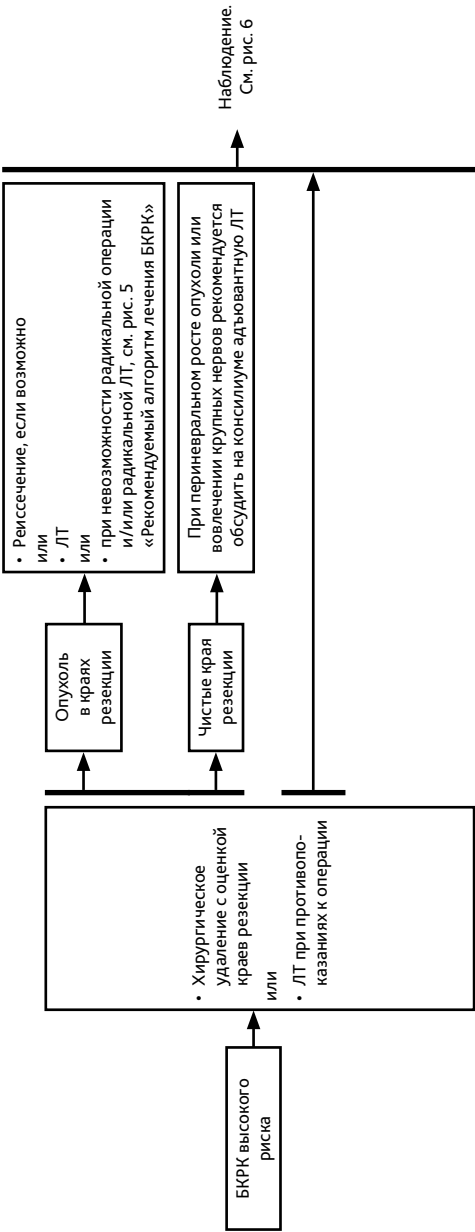 БКРК высокого
риска
• Хирургическое
удаление с оценкой
краев резекции
или
• ЛТ при противопо-
казаниях к операции
Опухоль
в краях
резекции
• Реиссечение, если возможно
или
• ЛТ
или
• при невозможности радикальной операции
и/или радикальной ЛТ, см. рис. 5
«Рекомендуемый алгоритм лечения БКРК»
Чистые края
резекции
При периневральном росте опухоли или
вовлечении крупных нервов рекомендуется
обсудить на консилиуме адъювантную ЛТ
Наблюдение.
См. рис. 6